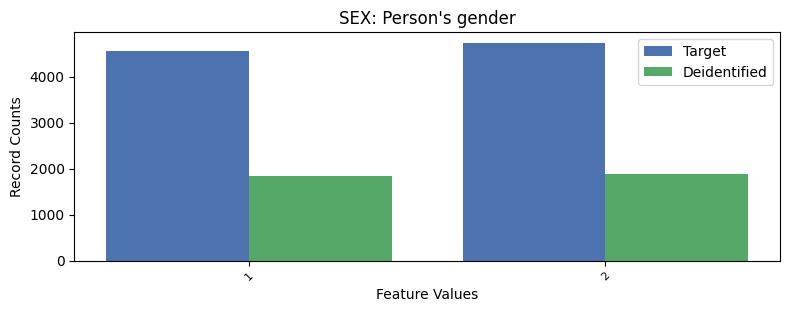 SEX: Person's gender
Target
Deidentified
Record Counts
4000
3000
2000
1000
0
1
2
Feature Values